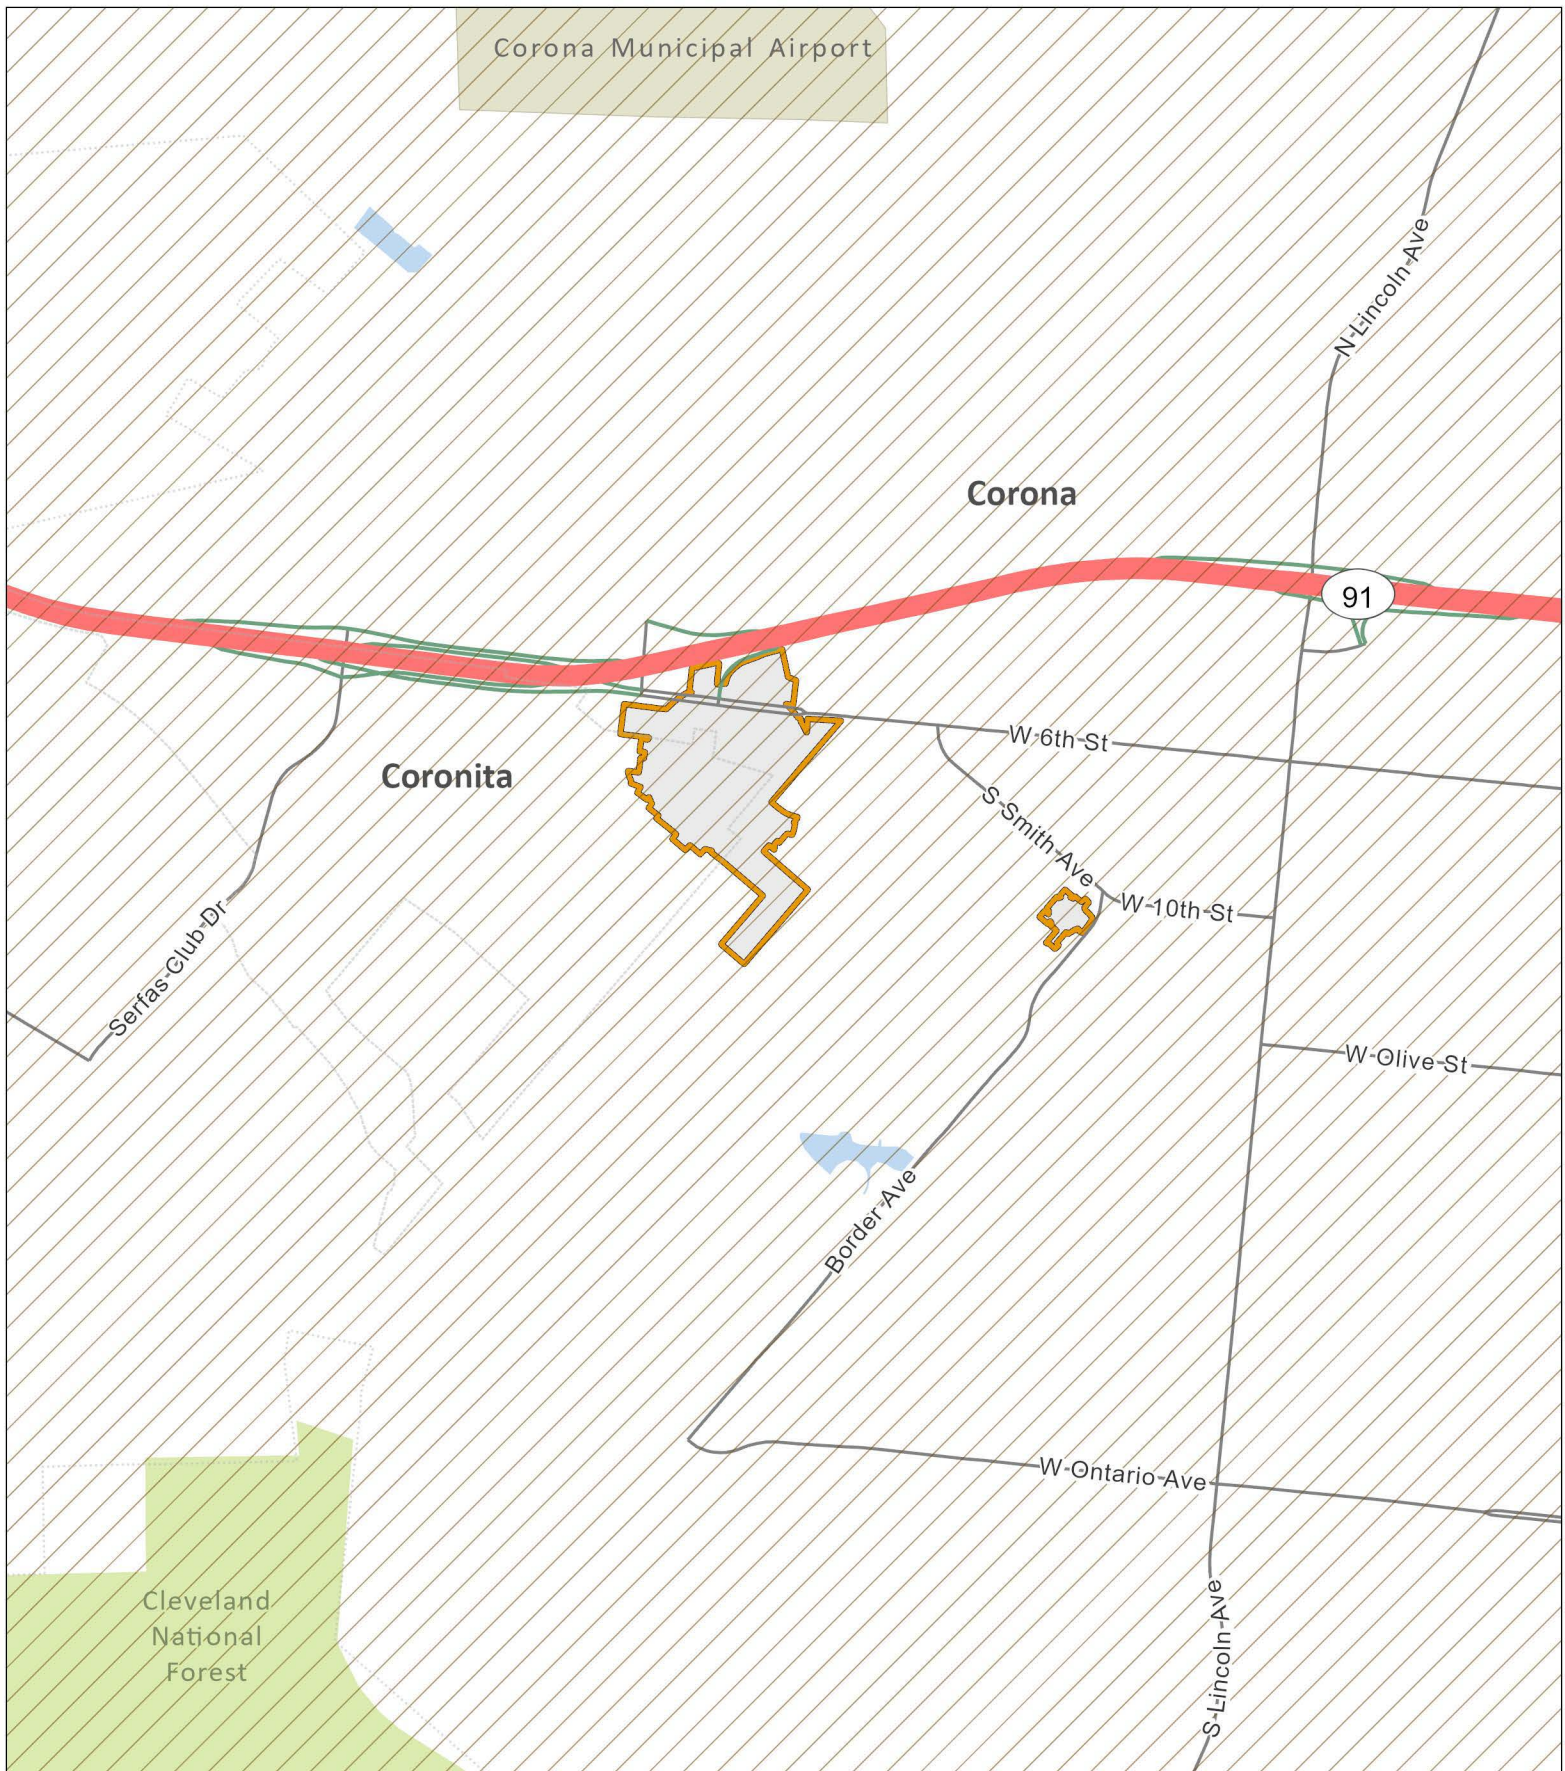 Corona Municipal Airport
N Lincoln Ave
Corona
91
W 6th St
Coronita
S Smith Ave
W 10th St
Serfas Club Dr
W Olive St
Border Ave
W Ontario Ave
Cleveland
National
Forest
S Lincoln Ave